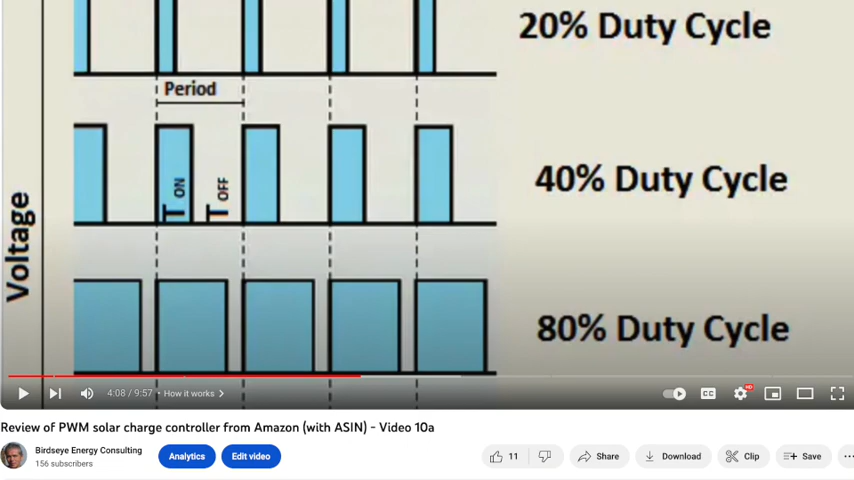 20% Duty Cycle
Period
T ON
T OFF
40% Duty Cycle
Voltage
80% Duty Cycle
4:08 / 9:57 • How it works
CC
HD
Review of PWM solar charge controller from Amazon (with ASIN) - Video 10a
Birdseye Energy Consulting
156 subscribers
Analytics
Edit video
11
Share
Download
Clip
Save